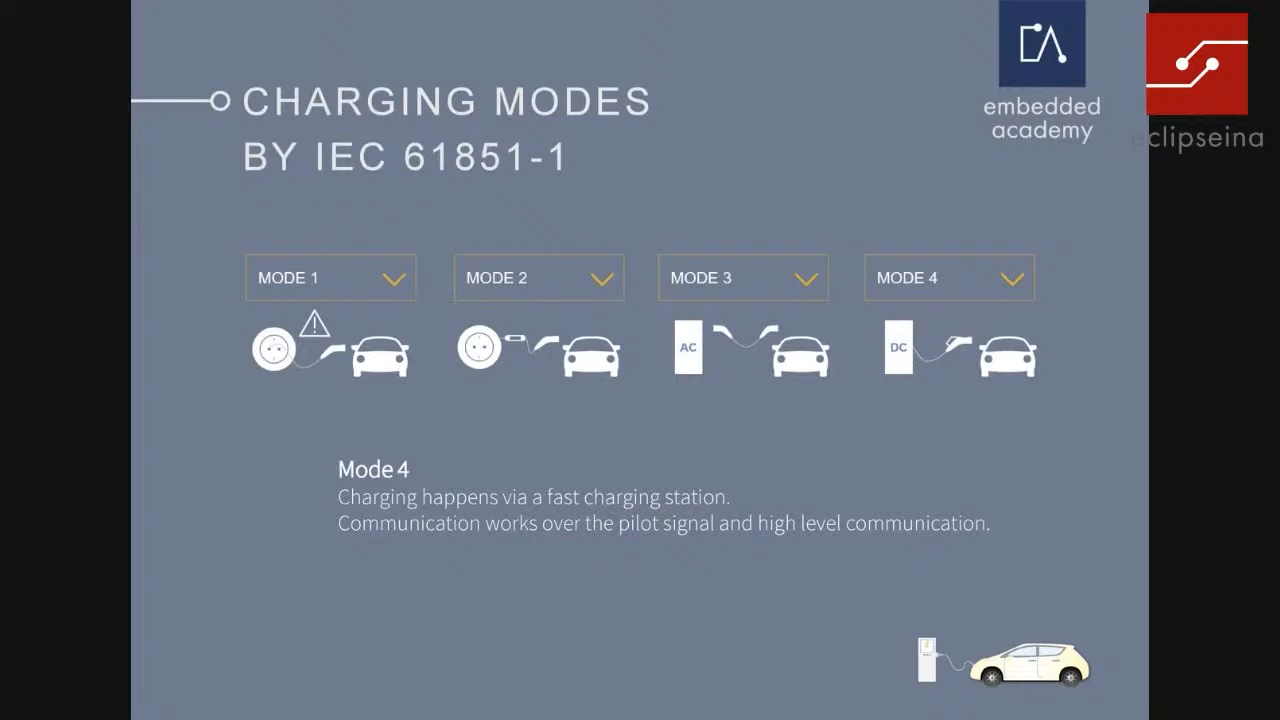 CHARGING MODES
BY IEC 61851-1
embedded
academy
eclipseina
MODE 1
MODE 2
MODE 3
MODE 4
AC
DC
Mode 4
Charging happens via a fast charging station.
Communication works over the pilot signal and high level communication.